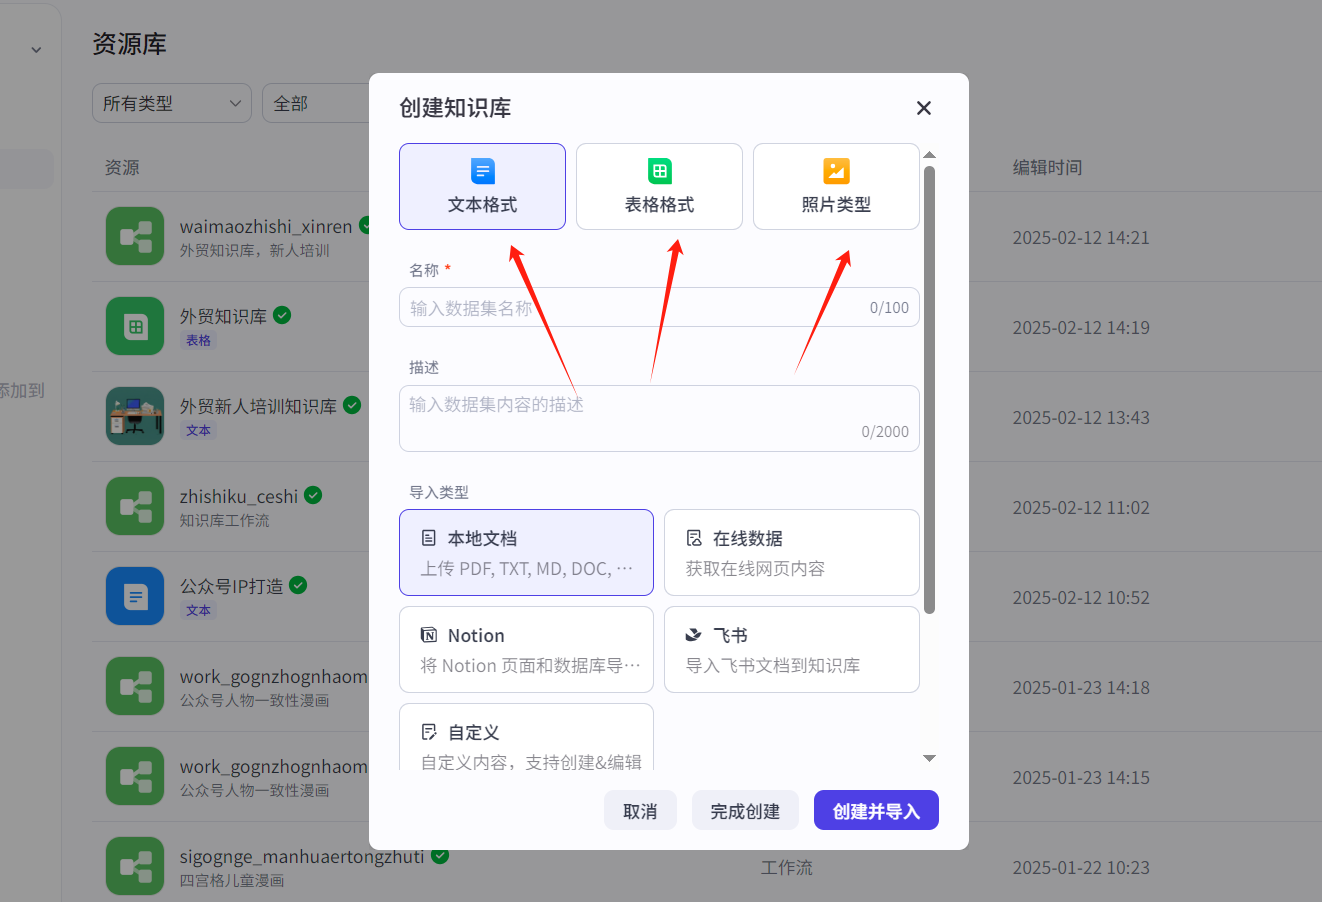 资源库
所有类型
全部
资源
编辑时间
waimaozhishi_xinren
外贸知识库，新人培训
2025-02-12 14:21
外贸知识库
表格
2025-02-12 14:19
添加到
外贸新人培训知识库
文本
2025-02-12 13:43
zhishiku_ceshi
知识库工作流
2025-02-12 11:02
公众号IP打造
文本
2025-02-12 10:52
work_gognzhognhaom
公众号人物一致性漫画
2025-01-23 14:18
work_gognzhognhaom
公众号人物一致性漫画
2025-01-23 14:15
sigognge_manhuaertongzhuti
四宫格儿童漫画
工作流
2025-01-22 10:23
创建知识库
文本格式
表格格式
照片类型
名称 *
输入数据集名称
0/100
描述
输入数据集内容的描述
0/2000
导入类型
本地文档
上传 PDF, TXT, MD, DOC, ···
在线数据
获取在线网页内容
Notion
将 Notion 页面和数据库导···
飞书
导入飞书文档到知识库
自定义
自定义内容，支持创建&编辑
取消
完成创建
创建并导入